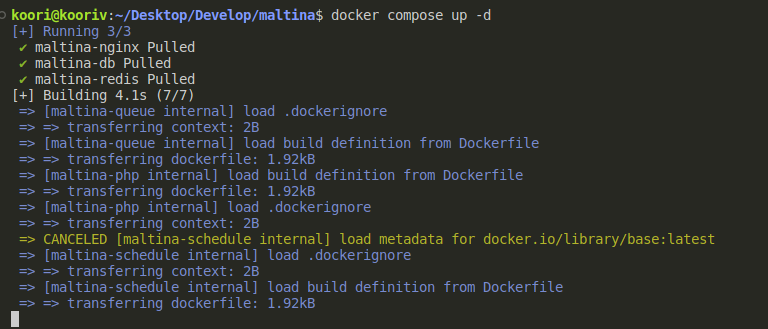 koori@kooriv:~/Desktop/Develop/maltina$ docker compose up -d
[+] Running 3/3
✔ maltina-nginx Pulled
✔ maltina-db Pulled
✔ maltina-redis Pulled
[+] Building 4.1s (7/7)
=> [maltina-queue internal] load .dockerignore
=> => transferring context: 2B
=> [maltina-queue internal] load build definition from Dockerfile
=> => transferring dockerfile: 1.92kB
=> [maltina-php internal] load build definition from Dockerfile
=> => transferring dockerfile: 1.92kB
=> [maltina-php internal] load .dockerignore
=> => transferring context: 2B
=> CANCELED [maltina-schedule internal] load metadata for docker.io/library/base:latest
=> [maltina-schedule internal] load .dockerignore
=> => transferring context: 2B
=> [maltina-schedule internal] load build definition from Dockerfile
=> => transferring dockerfile: 1.92kB